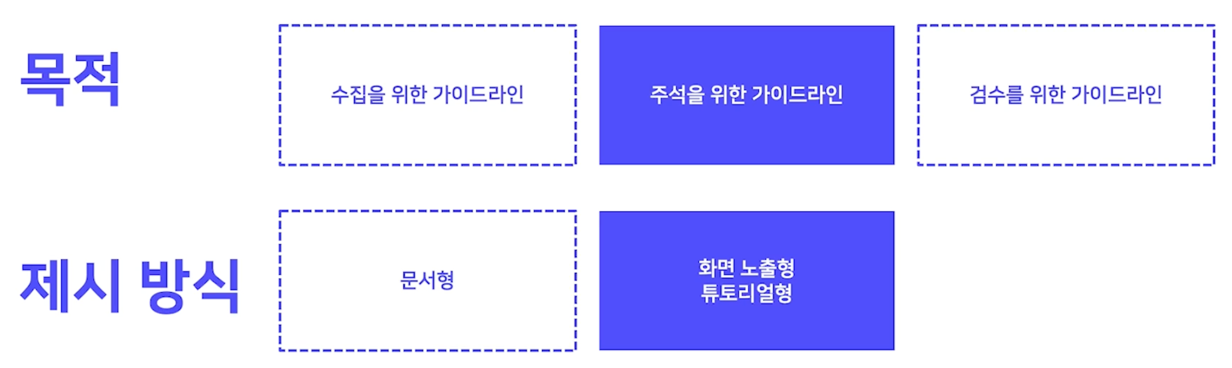 목적
수집을 위한 가이드라인
주석을 위한 가이드라인
검수를 위한 가이드라인
제시 방식
문서형
화면 노출형
튜토리얼형